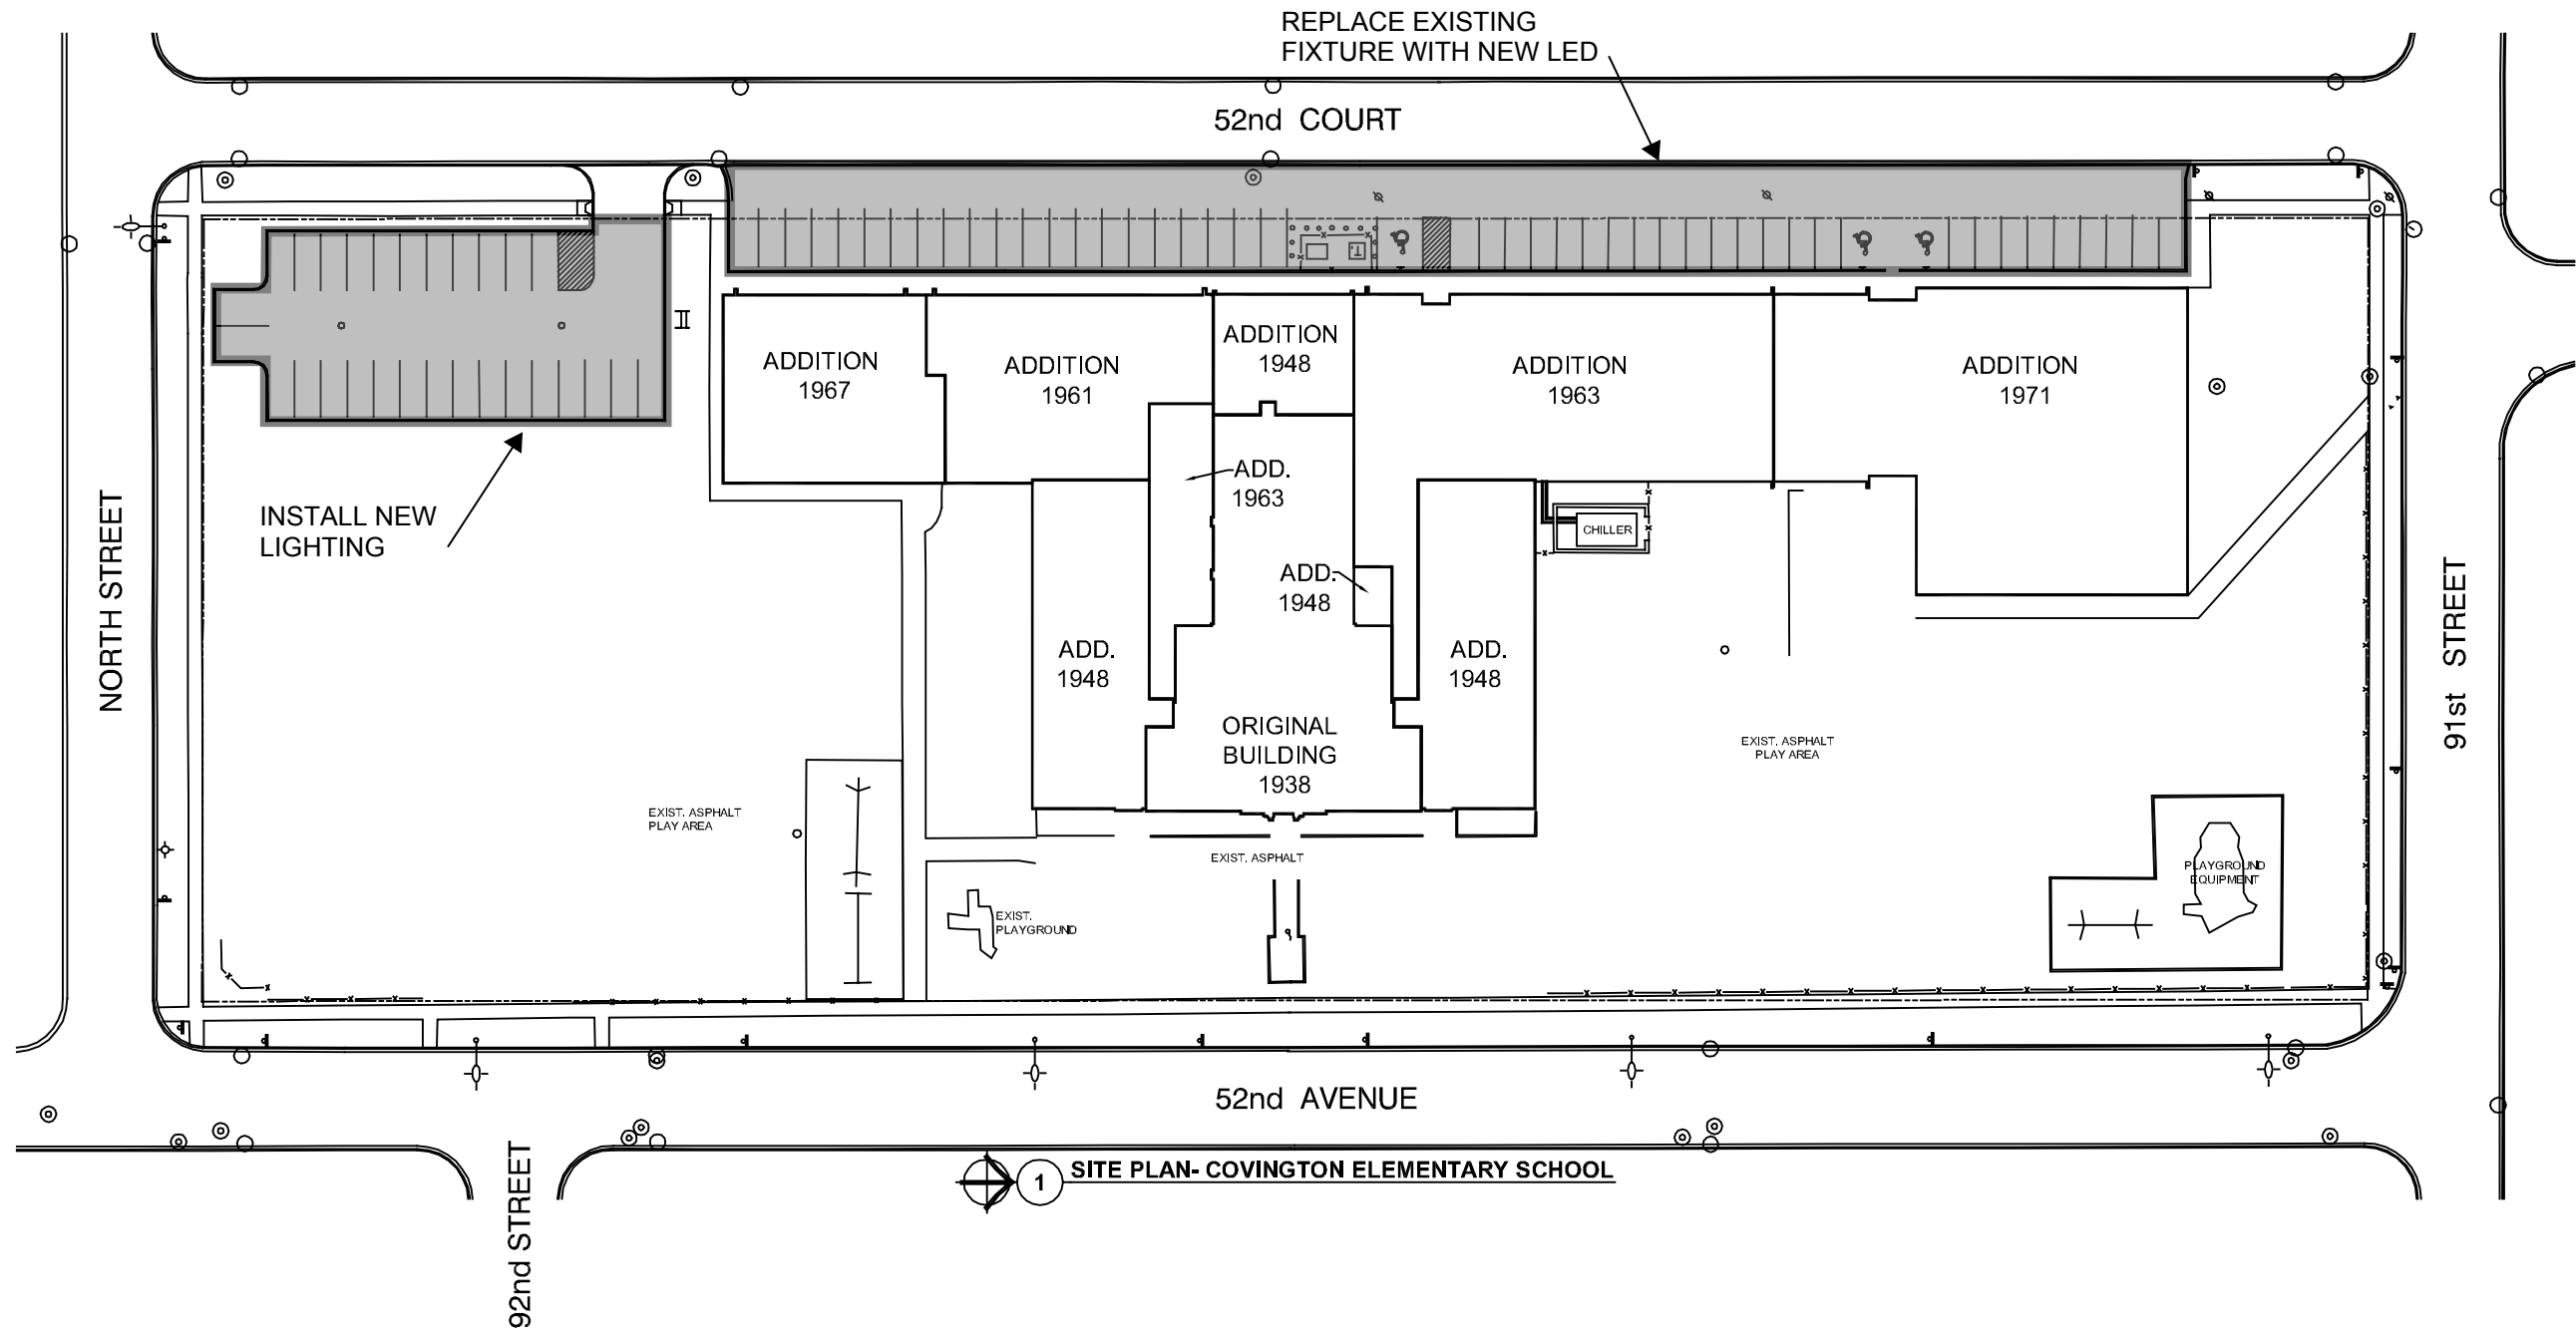 REPLACE EXISTING
FIXTURE WITH NEW LED
52nd COURT
ADDITION
1967
ADDITION
1961
ADDITION
1948
ADDITION
1963
ADDITION
1971
INSTALL NEW
LIGHTING
ADD.
1963
CHILLER
ADD.
1948
NORTH STREET
91st STREET
ADD.
1948
ADD.
1948
ORIGINAL
BUILDING
1938
EXIST. ASPHALT
PLAY AREA
EXIST. ASPHALT
PLAY AREA
EXIST. ASPHALT
PLAYGROUND
EQUIPMENT
EXIST.
PLAYGROUND
52nd AVENUE
92nd STREET
1
SITE PLAN- COVINGTON ELEMENTARY SCHOOL